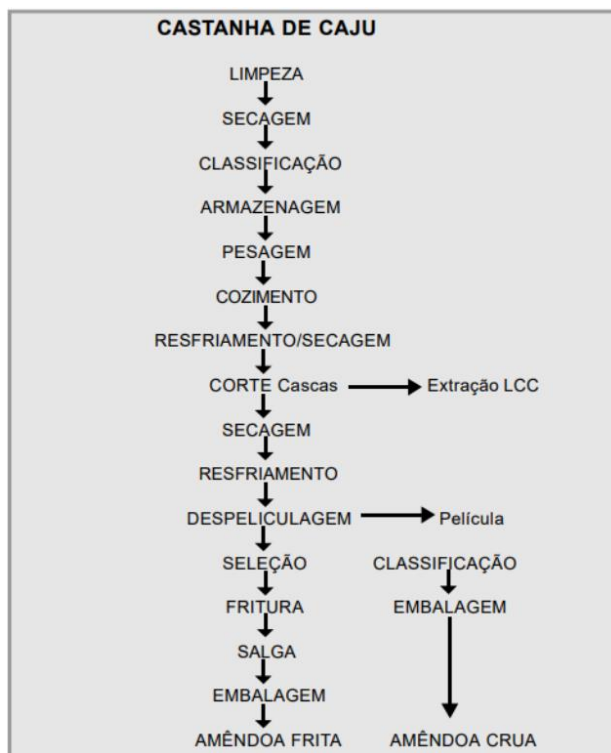 CASTANHA DE CAJU
LIMPEZA
SECAGEM
CLASSIFICAÇÃO
ARMAZENAGEM
PESAGEM
COZIMENTO
RESFRIAMENTO/SECAGEM
CORTE Cascas Extração LCC
SECAGEM
RESFRIAMENTO
DESPELICULAGEM Película
SELEÇÃO CLASSIFICAÇÃO
FRITURA EMBALAGEM
SALGA
EMBALAGEM
AMÊNDOA FRITA AMÊNDOA CRUA